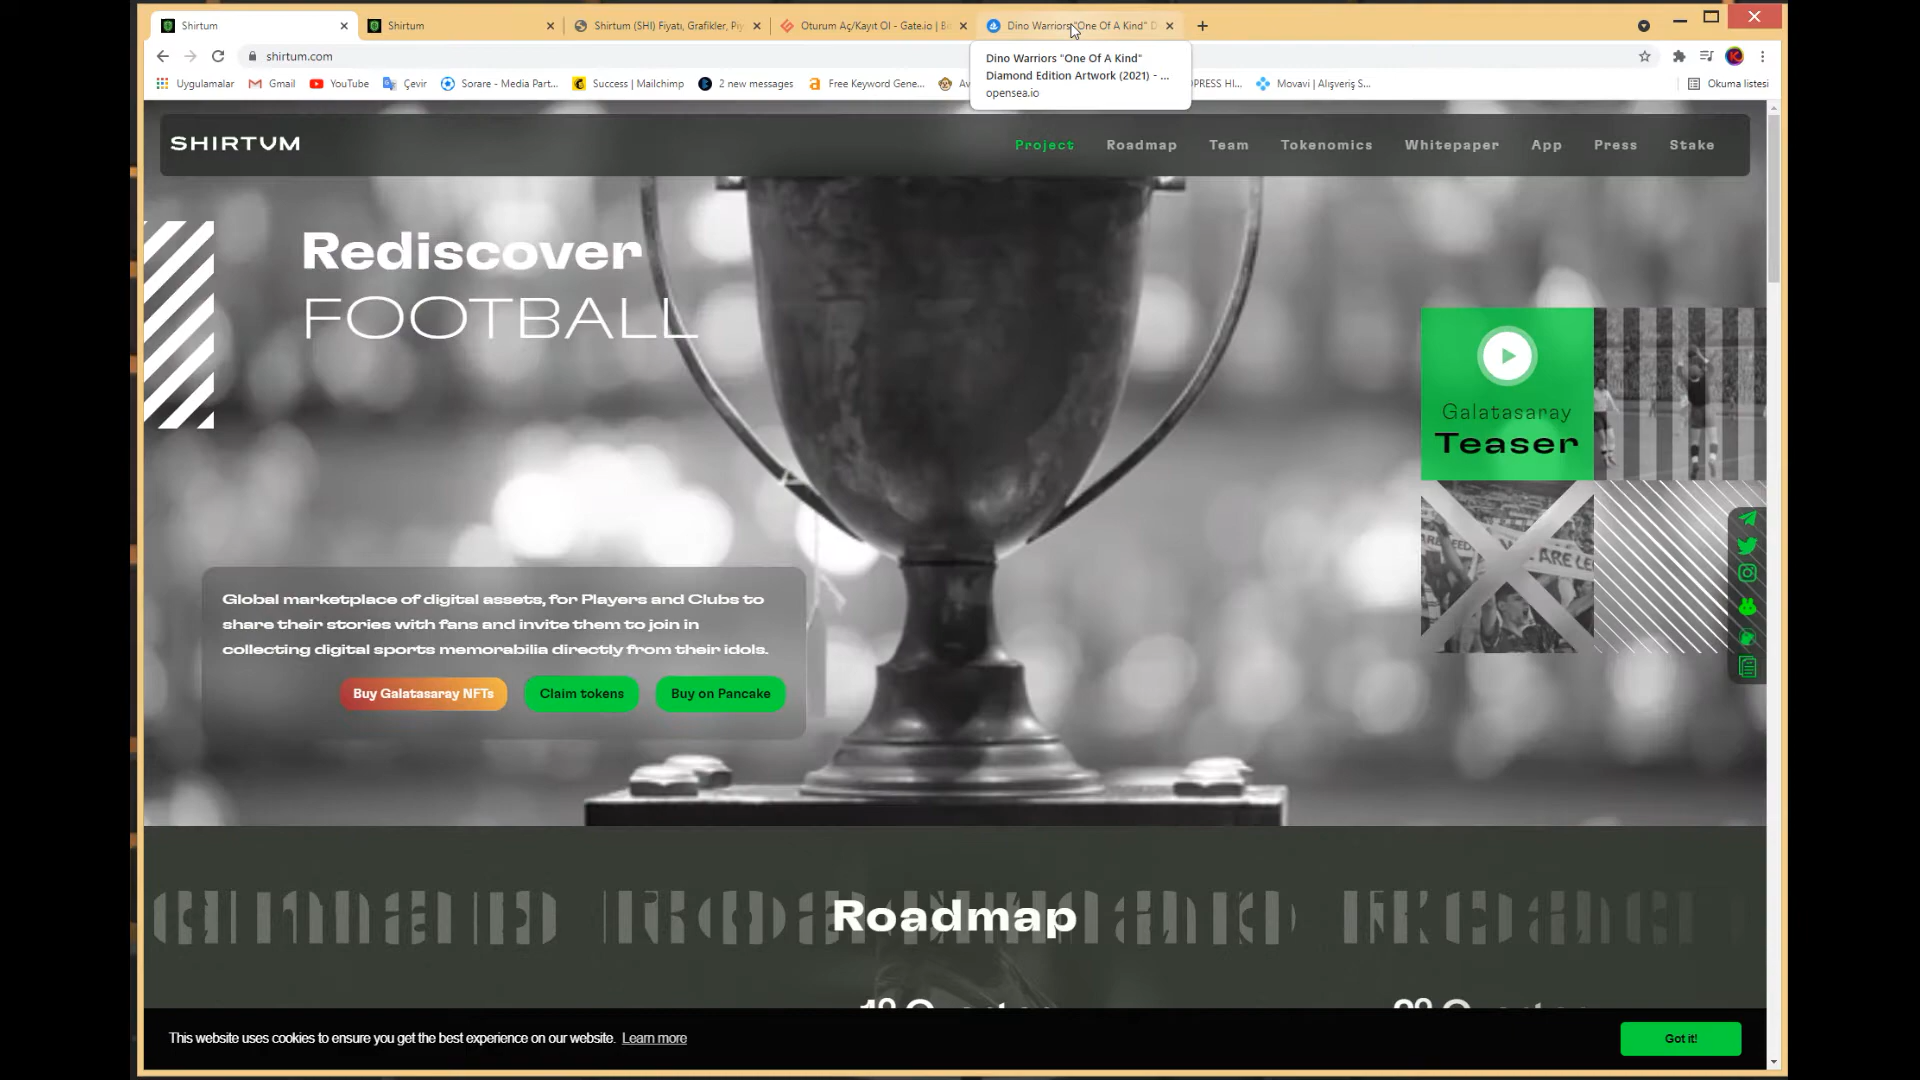 Shirtum
Shirtum
Shirtum (SHI) Fiyatı, Grafikler, Piy
Oturum Aç/Kayıt Ol - Gate.io | B
Dino Warriors "One Of A Kind" D
shirtum.com
Dino Warriors "One Of A Kind"
Diamond Edition Artwork (2021) - ...
opensea.io
Uygulamalar
Gmail
YouTube
Çevir
Sorare - Media Part...
Success | Mailchimp
2 new messages
Free Keyword Gene...
Av
PRESS HI...
Movavi | Alışveriş S...
Okuma listesi
SHIRTUM
Project
Roadmap
Team
Tokenomics
Whitepaper
App
Press
Stake
Rediscover
FOOTBALL
Galatasaray
Teaser
Global marketplace of digital assets, for Players and Clubs to
share their stories with fans and invite them to join in
collecting digital sports memorabilia directly from their idols.
Buy Galatasaray NFTs
Claim tokens
Buy on Pancake
Roadmap
This website uses cookies to ensure you get the best experience on our website. Learn more
Got it!